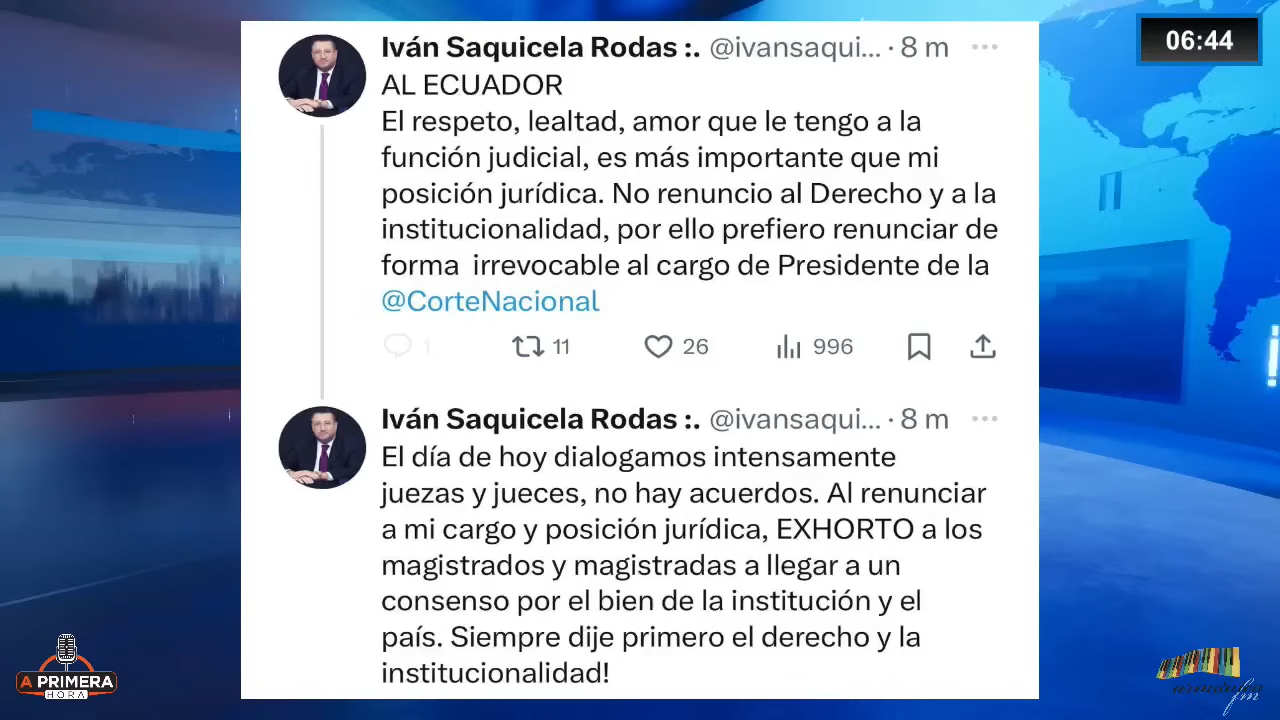 06:44
Iván Saquicela Rodas :. @ivansaqui... · 8 m
AL ECUADOR
El respeto, lealtad, amor que le tengo a la
función judicial, es más importante que mi
posición jurídica. No renuncio al Derecho y a la
institucionalidad, por ello prefiero renunciar de
forma irrevocable al cargo de Presidente de la
@CorteNacional
1 11 26 996
Iván Saquicela Rodas :. @ivansaqui... · 8 m
El día de hoy dialogamos intensamente
juezas y jueces, no hay acuerdos. Al renunciar
a mi cargo y posición jurídica, EXHORTO a los
magistrados y magistradas a llegar a un
consenso por el bien de la institución y el
país. Siempre dije primero el derecho y la
institucionalidad!
A PRIMERA
HORA
fm